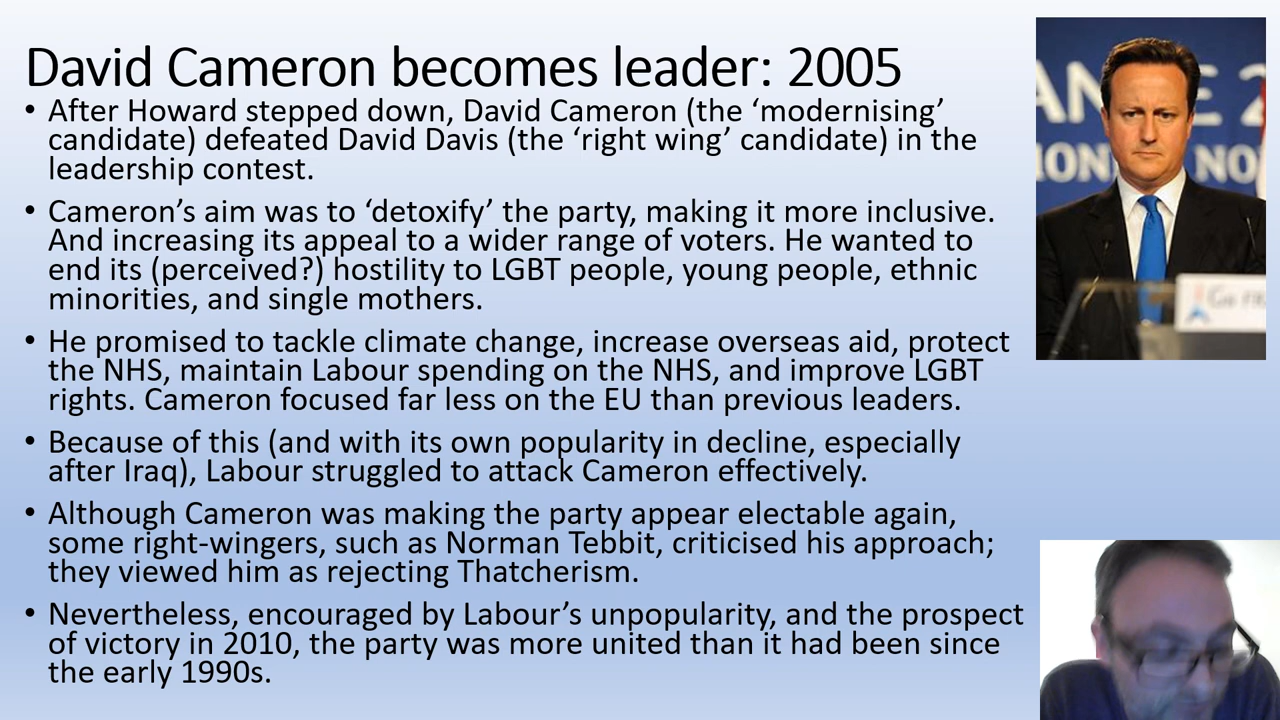 David Cameron becomes leader: 2005
• After Howard stepped down, David Cameron (the ‘modernising’
candidate) defeated David Davis (the ‘right wing’ candidate) in the
leadership contest.
• Cameron’s aim was to ‘detoxify’ the party, making it more inclusive.
And increasing its appeal to a wider range of voters. He wanted to
end its (perceived?) hostility to LGBT people, young people, ethnic
minorities, and single mothers.
• He promised to tackle climate change, increase overseas aid, protect
the NHS, maintain Labour spending on the NHS, and improve LGBT
rights. Cameron focused far less on the EU than previous leaders.
• Because of this (and with its own popularity in decline, especially
after Iraq), Labour struggled to attack Cameron effectively.
• Although Cameron was making the party appear electable again,
some right-wingers, such as Norman Tebbit, criticised his approach;
they viewed him as rejecting Thatcherism.
• Nevertheless, encouraged by Labour’s unpopularity, and the prospect
of victory in 2010, the party was more united than it had been since
the early 1990s.